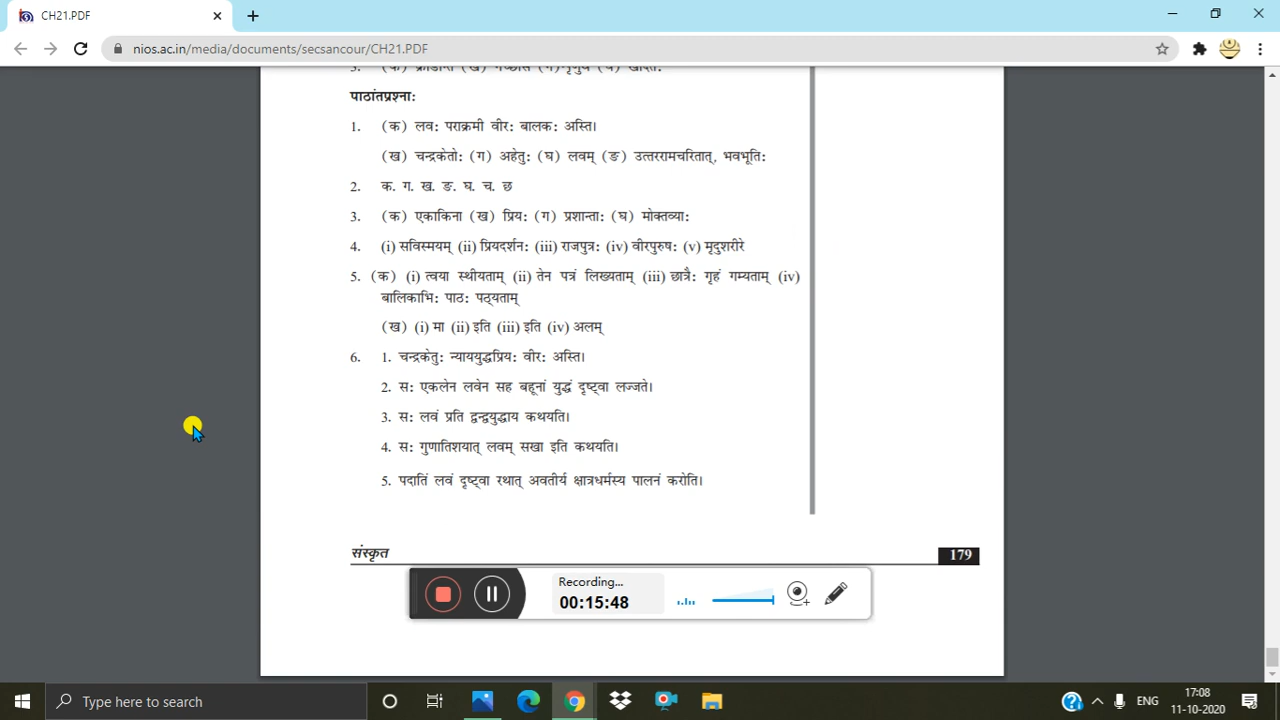 CH21.PDF
nios.ac.in/media/documents/secsancour/CH21.PDF
पाठांतप्रश्ना:
1. (क) लव: पराक्रमी वीर: बालक: अस्ति।
(ख) चन्द्रकेतो: (ग) अहेतु: (घ) लवम् (ङ) उत्तररामचरितात्, भवभूति:
2. क. ग. ख. ङ. घ. च. छ
3. (क) एकाकिना (ख) प्रिय: (ग) प्रशान्ता: (घ) मोक्तव्या:
4. (i) सविस्मयम् (ii) प्रियदर्शन: (iii) राजपुत्र: (iv) वीरपुरुष: (v) मृदुशरीरे
5. (क) (i) त्वया स्थीयताम् (ii) तेन पत्रं लिख्यताम् (iii) छात्रै: गृहं गम्यताम् (iv)
बालिकाभि: पाठ: पठ्यताम्
(ख) (i) मा (ii) इति (iii) इति (iv) अलम्
6. 1. चन्द्रकेतु: न्याययुद्धप्रिय: वीर: अस्ति।
2. स: एकलेन लवेन सह बहूनां युद्धं दृष्ट्वा लज्जते।
3. स: लवं प्रति द्वन्द्वयुद्धाय कथयति।
4. स: गुणातिशयात् लवम् सखा इति कथयति।
5. पदातिं लवं दृष्ट्वा रथात् अवतीर्य क्षात्रधर्मस्य पालनं करोति।
संस्कृत 179
Recording...
00:15:48
Type here to search
ENG
17:08
11-10-2020